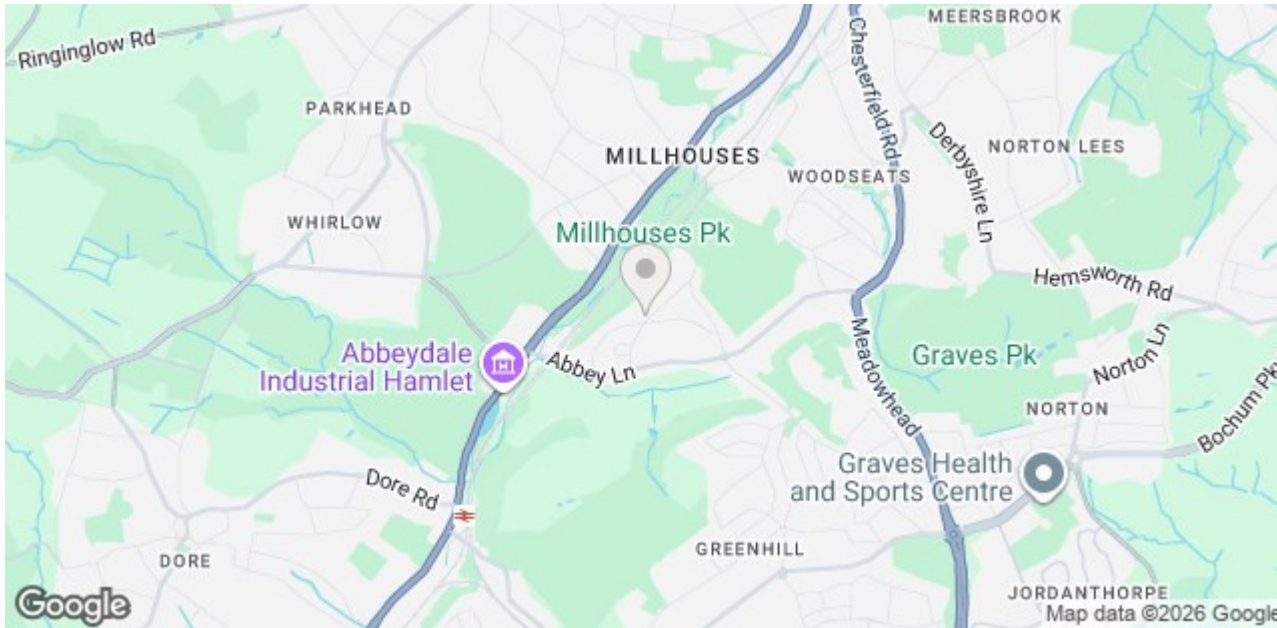 MEERSBROOK
Ringinglow Rd
PARKHEAD
Chesterfield Rd
Derbyshire Ln
NORTON LEES
MILLHOUSES
WOODSEATS
WHIRLOW
Millhouses Pk
Hemsworth Rd
Abbeydale
Industrial Hamlet
Abbey Ln
Meadowhead
Graves Pk
Norton Ln
NORTON
Bochum Pk
Graves Health
and Sports Centre
Dore Rd
DORE
GREENHILL
JORDANTHORPE
Google
Map data ©2026 Google